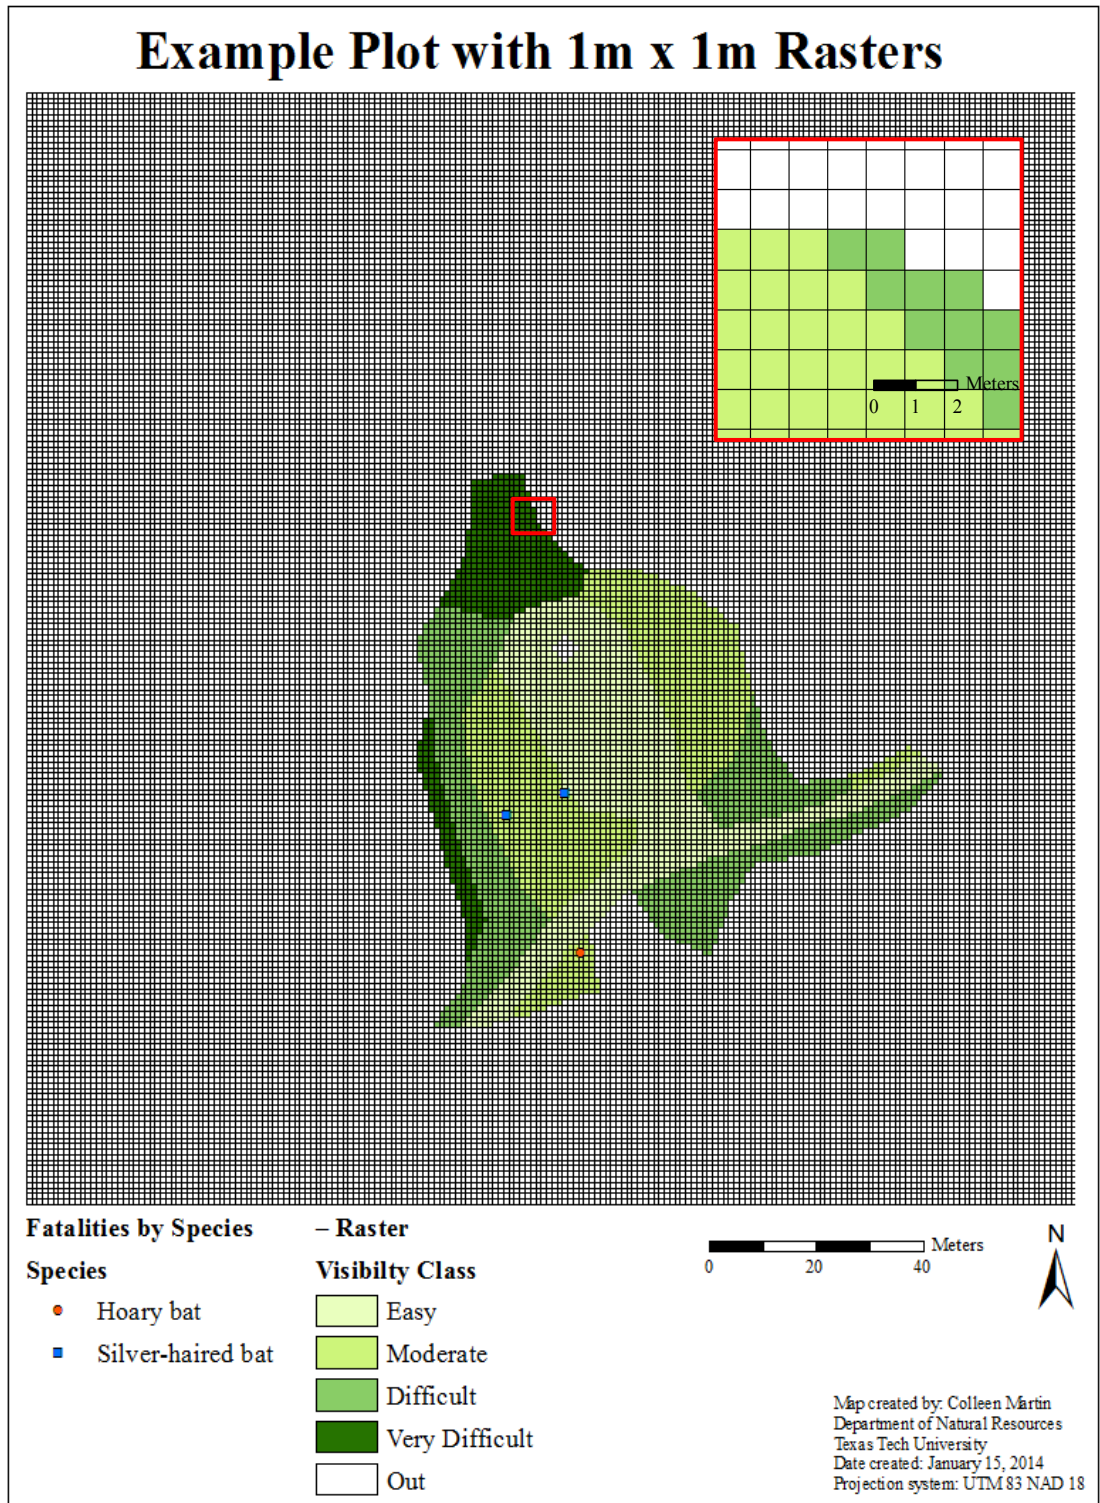 Example Plot with 1m x 1m Rasters
Meters
0 1 2
Fatalities by Species
Species
Hoary bat
Silver-haired bat
– Raster
Visibilty Class
Easy
Moderate
Difficult
Very Difficult
Out
Meters
0 20 40
N
Map created by: Colleen Martin
Department of Natural Resources
Texas Tech University
Date created: January 15, 2014
Projection system: UTM 83 NAD 18